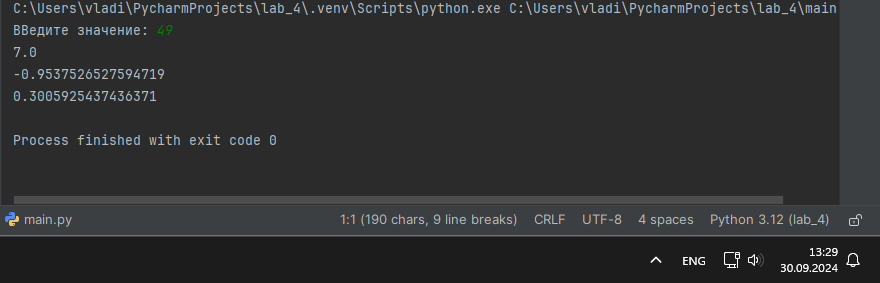 C:\Users\vladi\PycharmProjects\lab_4\.venv\Scripts\python.exe C:\Users\vladi\PycharmProjects\lab_4\main
ВВедите значение: 49
7.0
-0.9537526527594719
0.3005925437436371
Process finished with exit code 0
main.py 1:1 (190 chars, 9 line breaks) CRLF UTF-8 4 spaces Python 3.12 (lab_4)
ENG 13:29
30.09.2024